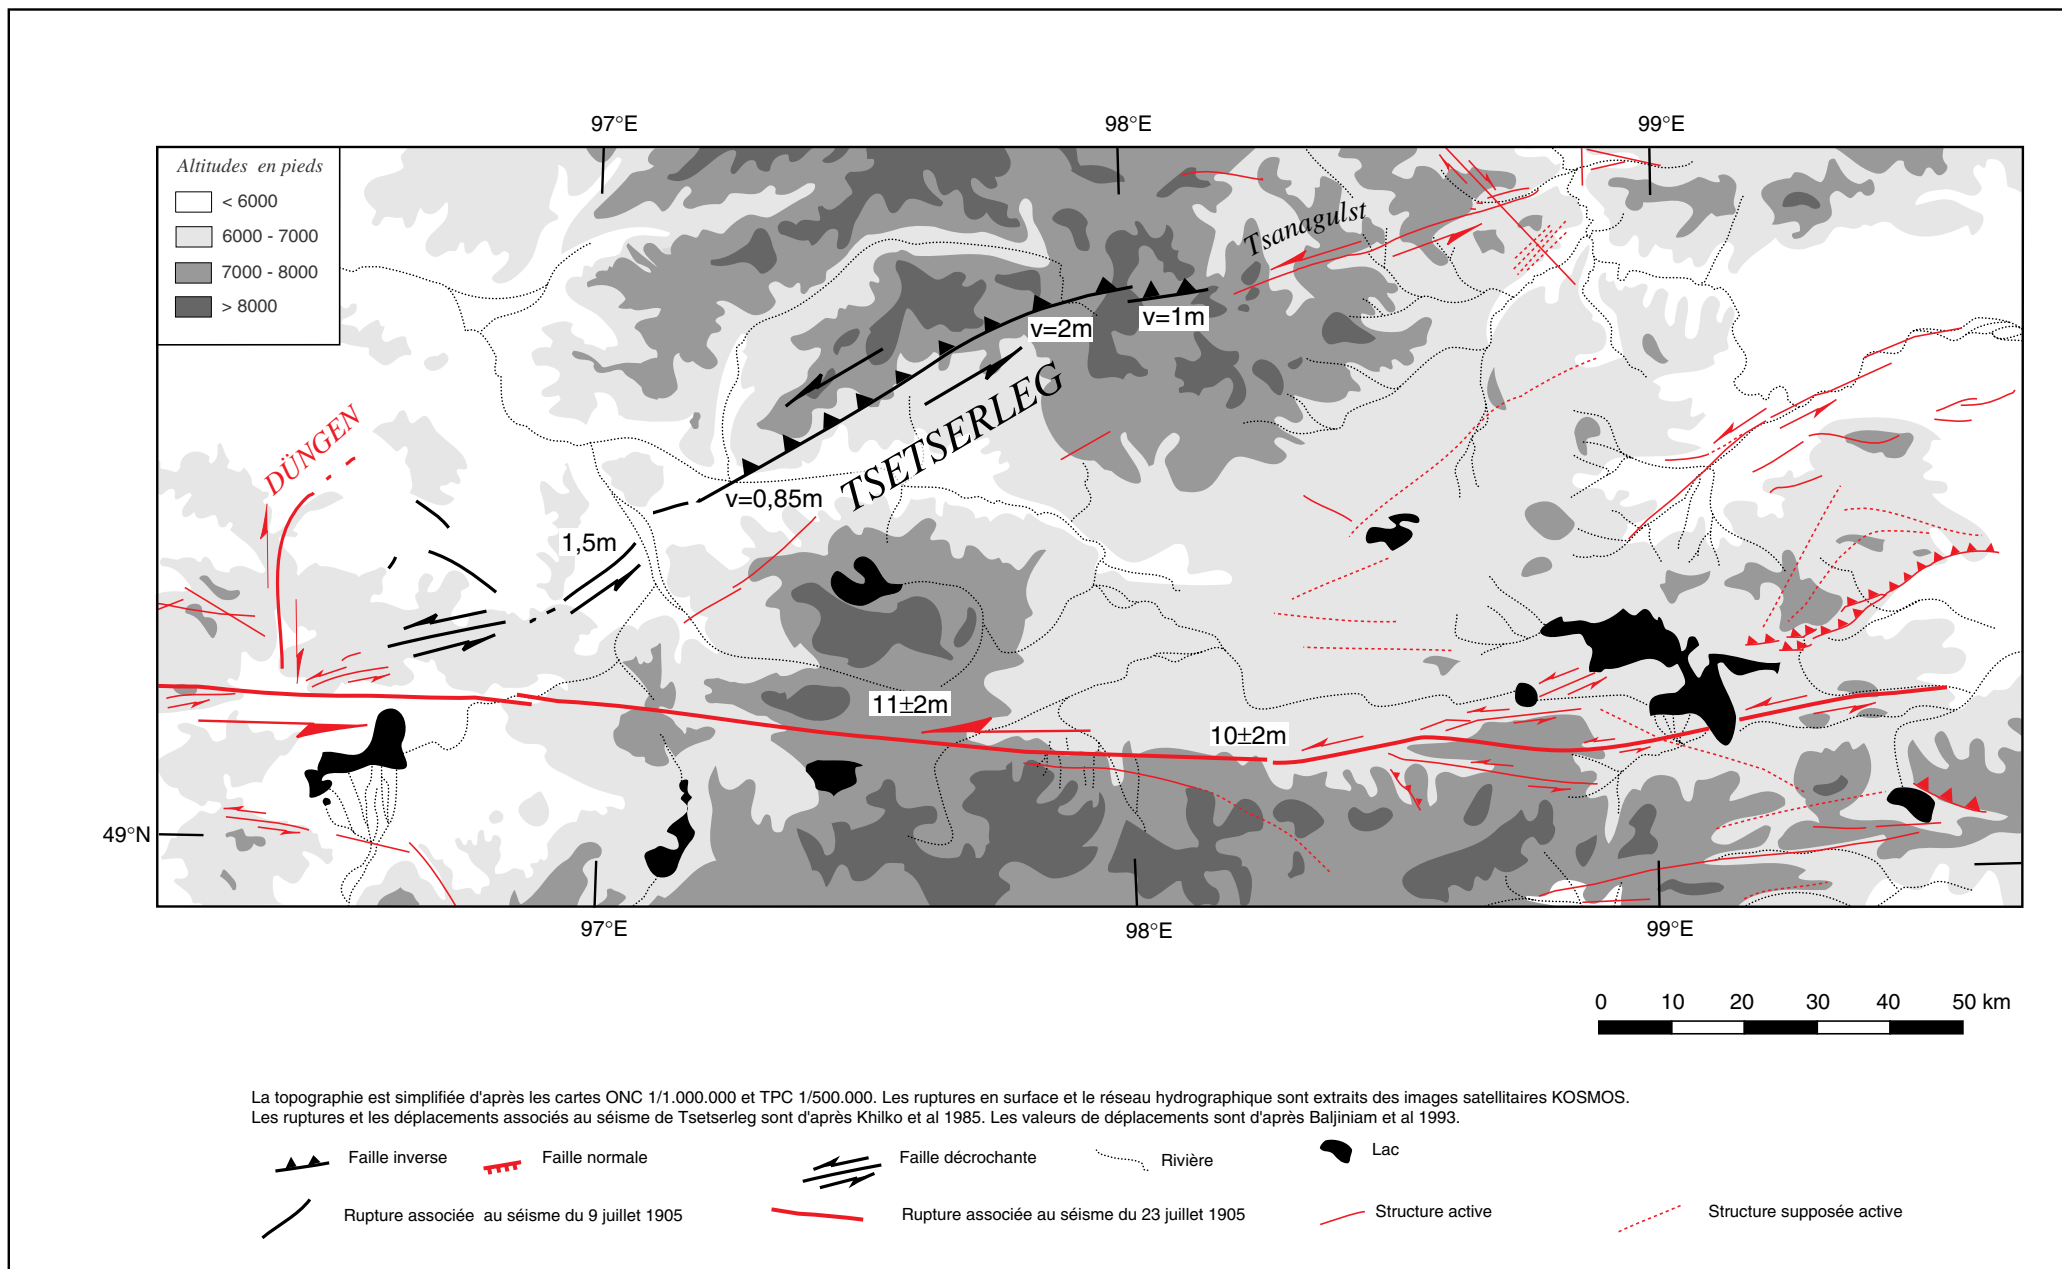 97°E
98°E
99°E
Altitudes en pieds
< 6000
6000 - 7000
7000 - 8000
> 8000
Tsanagulst
v=2m
v=1m
TSETSERLEG
DÜNGEN
v=0,85m
1,5m
11±2m
10±2m
49°N
97°E
98°E
99°E
0 10 20 30 40 50 km
La topographie est simplifiée d'après les cartes ONC 1/1.000.000 et TPC 1/500.000. Les ruptures en surface et le réseau hydrographique sont extraits des images satellitaires KOSMOS.
Les ruptures et les déplacements associés au séisme de Tsetserleg sont d'après Khilko et al 1985. Les valeurs de déplacements sont d'après Baljiniam et al 1993.
Faille inverse
Faille normale
Faille décrochante
Rivière
Lac
Rupture associée au séisme du 9 juillet 1905
Rupture associée au séisme du 23 juillet 1905
Structure active
Structure supposée active